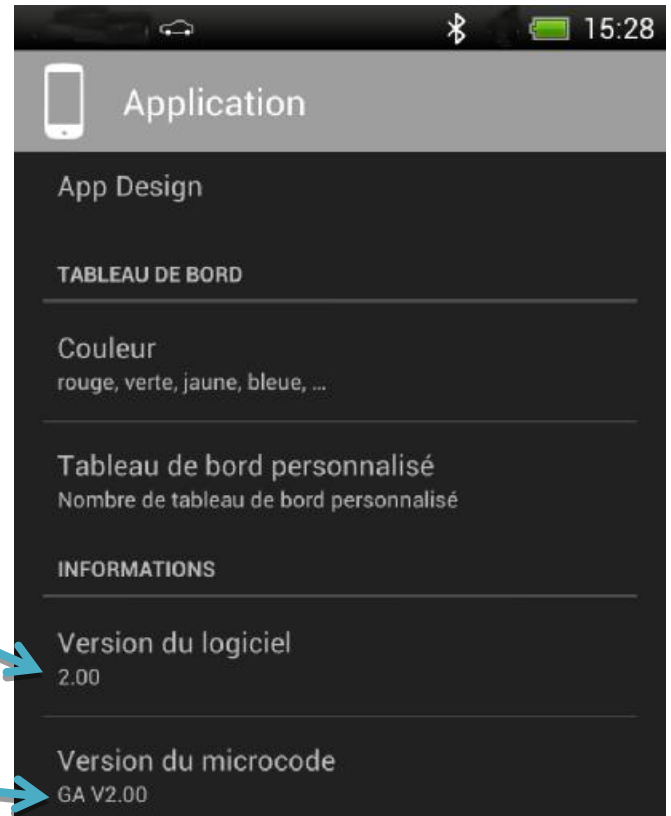 15:28
Application
App Design
TABLEAU DE BORD
Couleur
rouge, verte, jaune, bleue, ...
Tableau de bord personnalisé
Nombre de tableau de bord personnalisé
INFORMATIONS
Version du logiciel
2.00
Version du microcode
GA V2.00